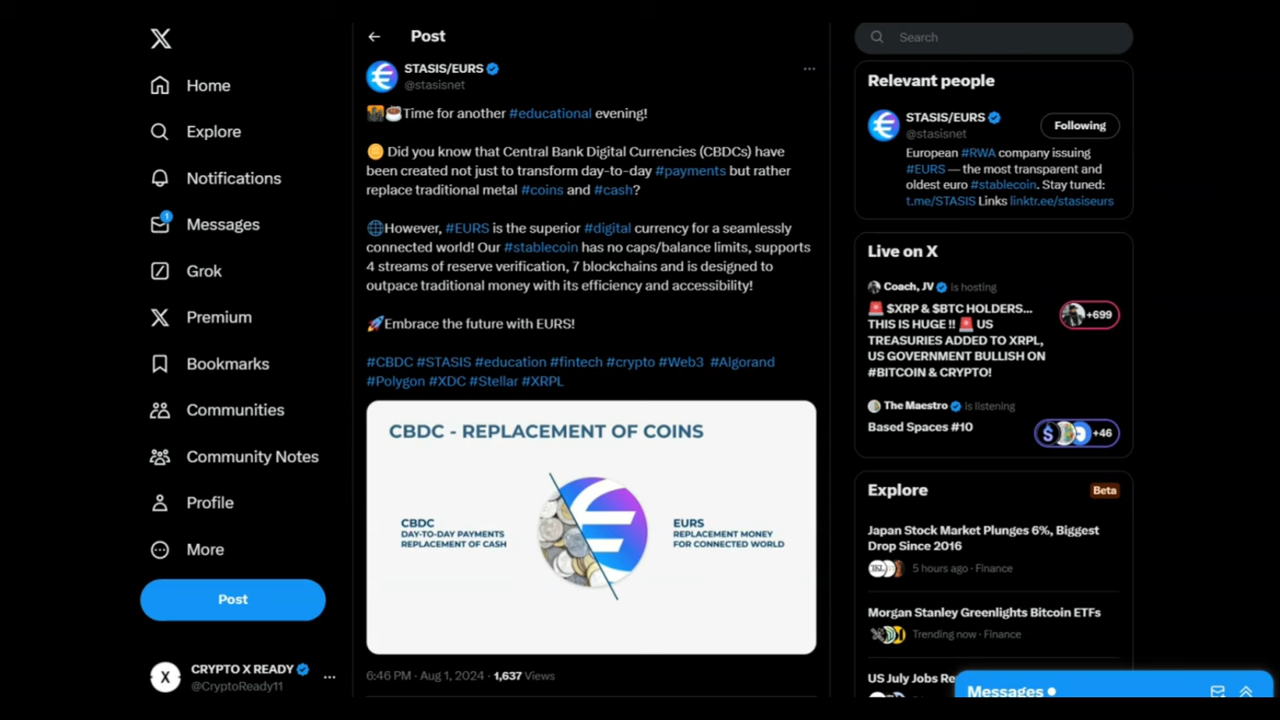 Home
Explore
Notifications
1
Messages
Grok
Premium
Bookmarks
Communities
Community Notes
Profile
More
Post
CRYPTO X READY
@CryptoReady11
Post
STASIS/EURS
@stasisnet
Time for another #educational evening!
Did you know that Central Bank Digital Currencies (CBDCs) have
been created not just to transform day-to-day #payments but rather
replace traditional metal #coins and #cash?
However, #EURS is the superior #digital currency for a seamlessly
connected world! Our #stablecoin has no caps/balance limits, supports
4 streams of reserve verification, 7 blockchains and is designed to
outpace traditional money with its efficiency and accessibility!
Embrace the future with EURS!
#CBDC #STASIS #education #fintech #crypto #Web3 #Algorand
#Polygon #XDC #Stellar #XRPL
CBDC - REPLACEMENT OF COINS
CBDC
DAY-TO-DAY PAYMENTS
REPLACEMENT OF CASH
EURS
REPLACEMENT MONEY
FOR CONNECTED WORLD
6:46 PM · Aug 1, 2024 · 1,637 Views
Search
Relevant people
STASIS/EURS
@stasisnet
Following
European #RWA company issuing
#EURS — the most transparent and
oldest euro #stablecoin. Stay tuned:
t.me/STASIS Links linktr.ee/stasiseurs
Live on X
Coach, JV is hosting
$XRP & $BTC HOLDERS...
THIS IS HUGE !! US
TREASURIES ADDED TO XRPL,
US GOVERNMENT BULLISH ON
#BITCOIN & CRYPTO!
+699
The Maestro is listening
Based Spaces #10
+46
Explore
Beta
Japan Stock Market Plunges 6%, Biggest
Drop Since 2016
5 hours ago · Finance
Morgan Stanley Greenlights Bitcoin ETFs
Trending now · Finance
US July Jobs Re
Messages